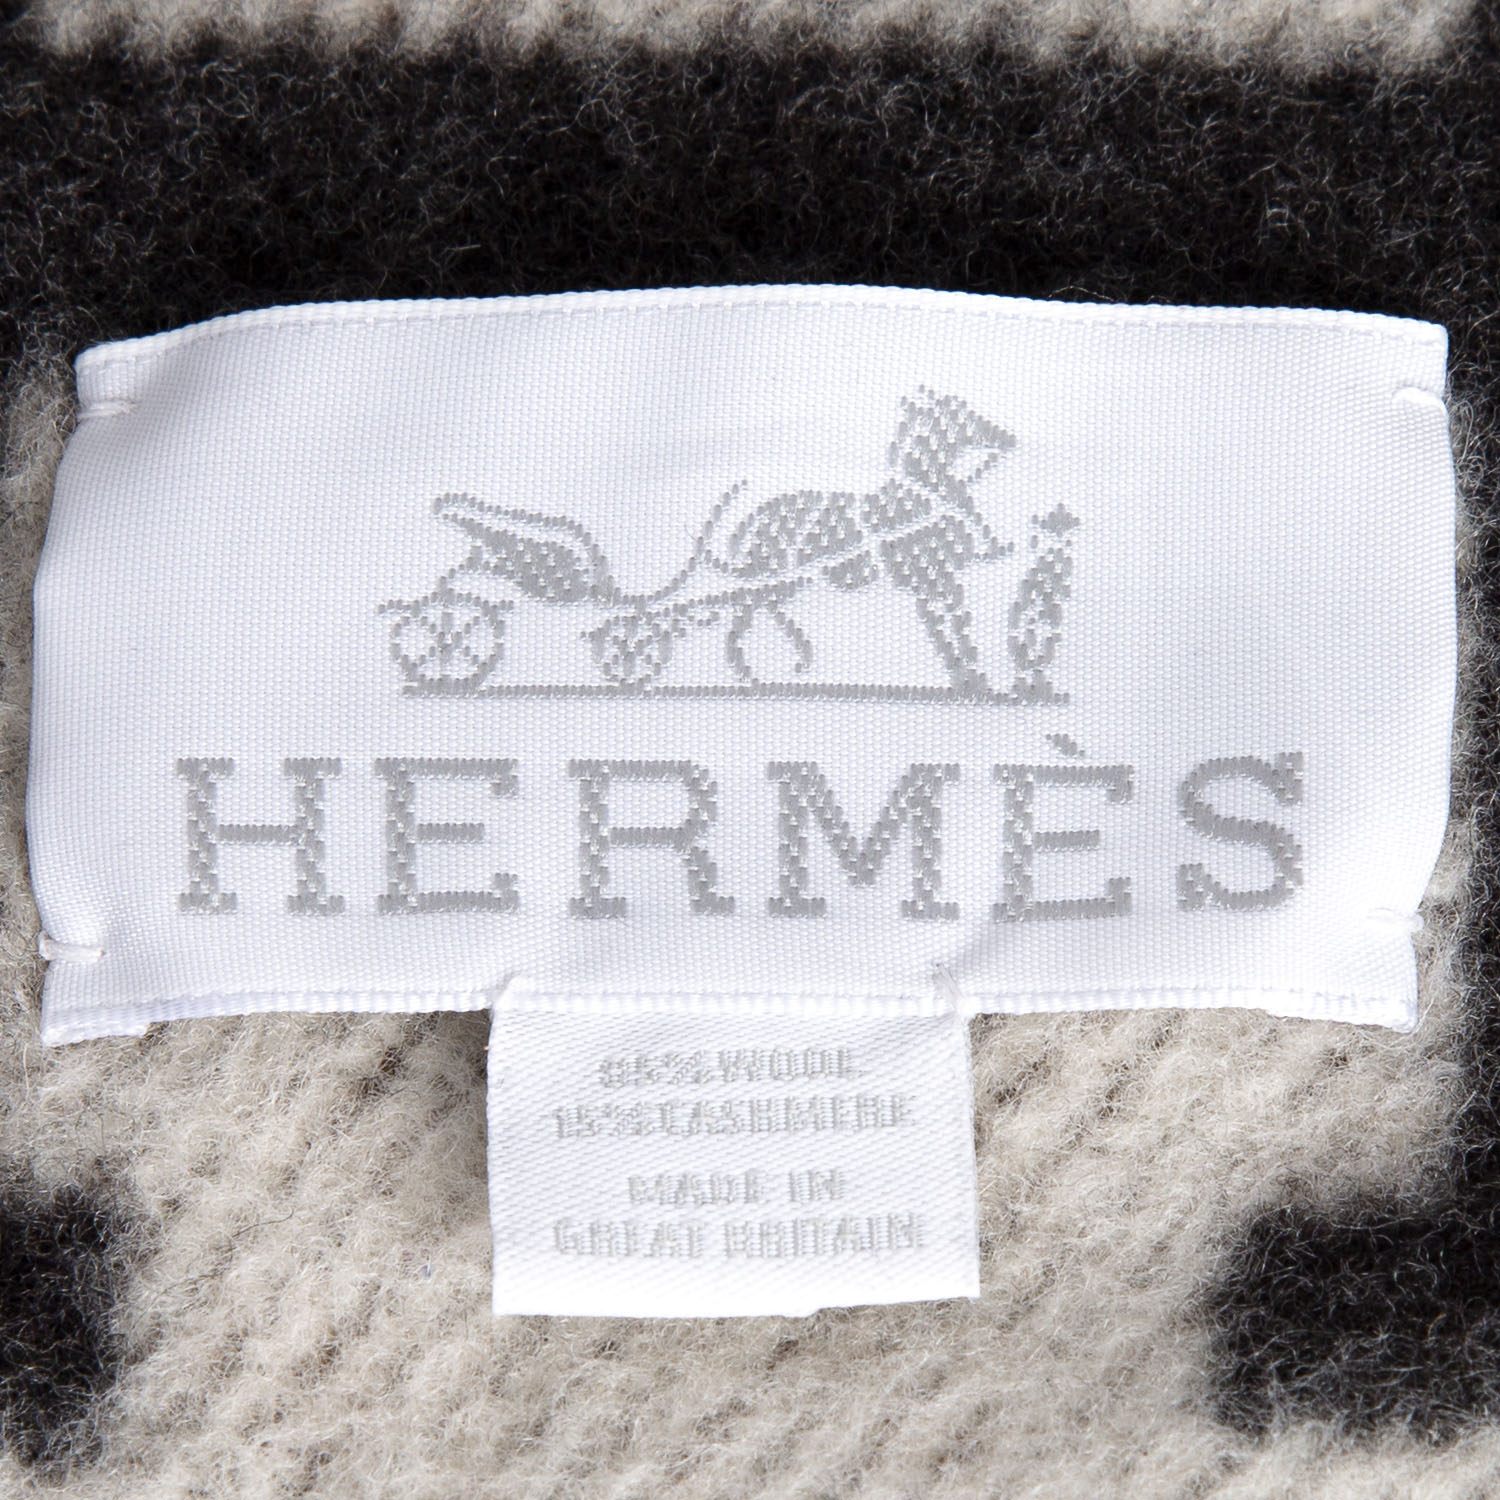 HERMÈS
85% WOOL
15% CASHMERE
MADE IN
GREAT BRITAIN